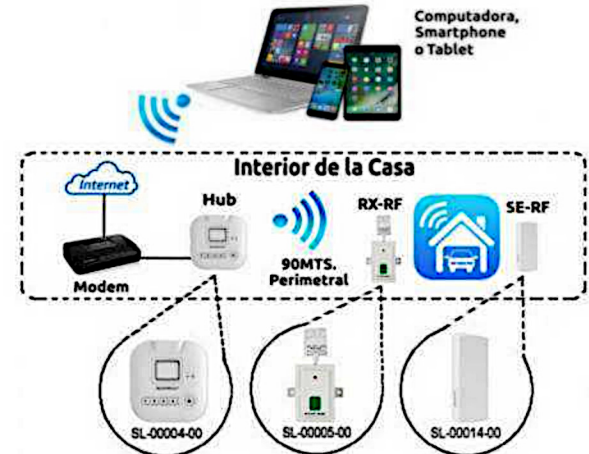 Computadora,
Smartphone
o Tablet
Interior de la Casa
Internet
Hub
RX-RF
SE-RF
90MTS.
Perimetral
Modem
SL-00004-00
SL-00005-00
SL-00014-00